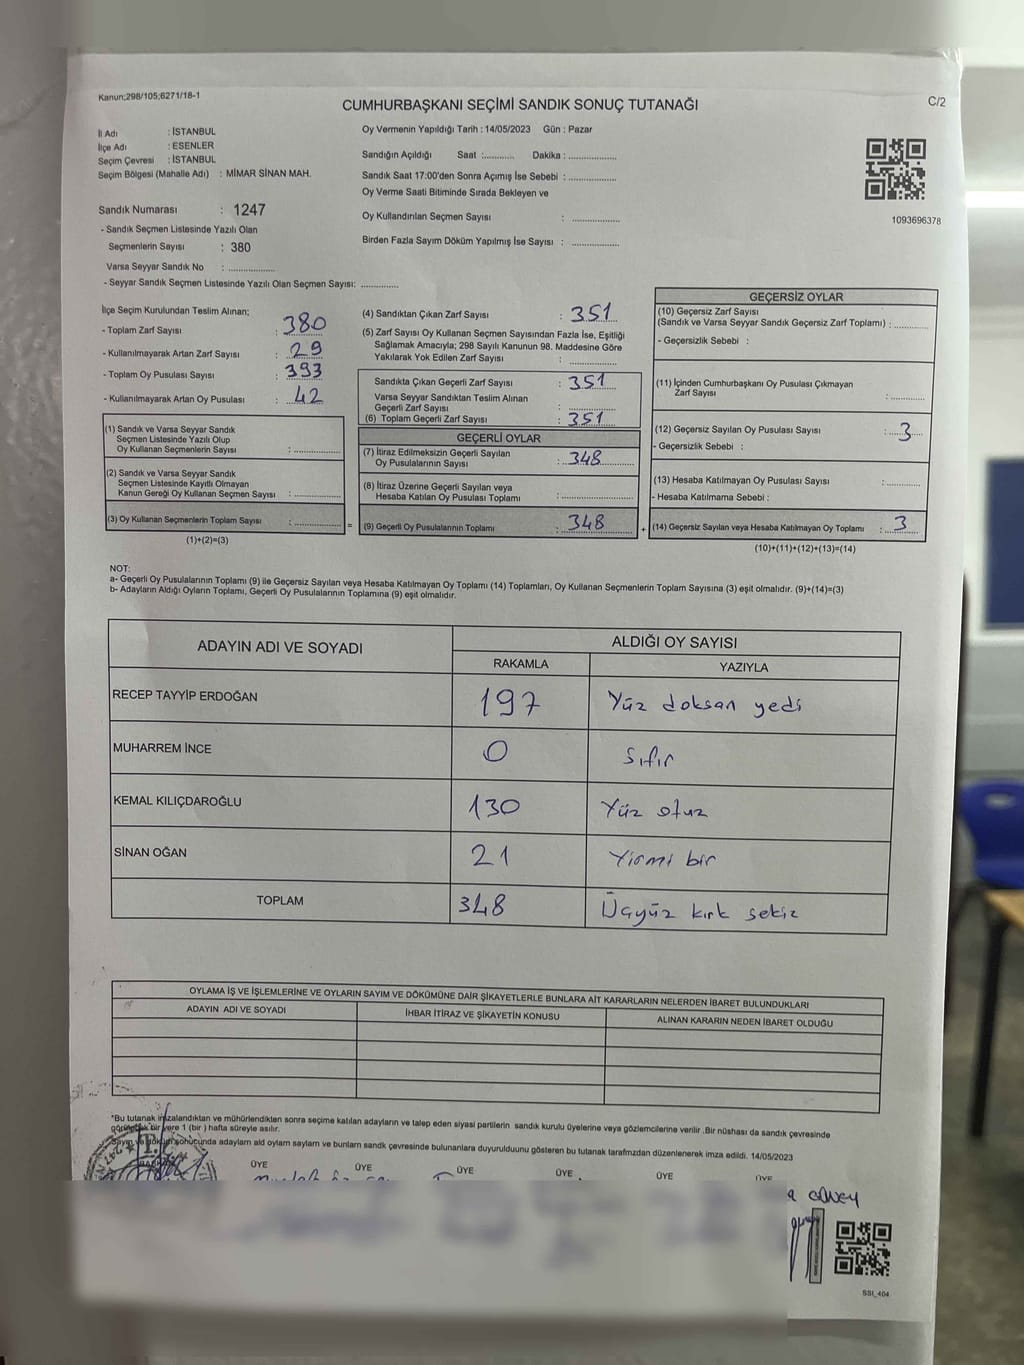 Kanun;298/105;6271/18-1
C/2
CUMHURBAŞKANI SEÇİMİ SANDIK SONUÇ TUTANAĞI
İl Adı : İSTANBUL
İlçe Adı : ESENLER
Seçim Çevresi : İSTANBUL
Seçim Bölgesi (Mahalle Adı) : MİMAR SİNAN MAH.
Oy Vermenin Yapıldığı Tarih : 14/05/2023 Gün : Pazar
Sandığın Açıldığı Saat :........... Dakika : ................
Sandık Saat 17:00'den Sonra Açımış İse Sebebi : ................
Oy Verme Saati Bitiminde Sırada Bekleyen ve
Oy Kullandırılan Seçmen Sayısı : ................
Birden Fazla Sayım Döküm Yapılmış İse Sayısı : ................
1093696378
Sandık Numarası : 1247
- Sandık Seçmen Listesinde Yazılı Olan
Seçmenlerin Sayısı : 380
Varsa Seyyar Sandık No : ................
- Seyyar Sandık Seçmen Listesinde Yazılı Olan Seçmen Sayısı: .............
İlçe Seçim Kurulundan Teslim Alınan;
- Toplam Zarf Sayısı : 380
- Kullanılmayarak Artan Zarf Sayısı : 29
- Toplam Oy Pusulası Sayısı : 393
- Kullanılmayarak Artan Oy Pusulası : 42
(1) Sandık ve Varsa Seyyar Sandık
Seçmen Listesinde Yazılı Olup
Oy Kullanan Seçmenlerin Sayısı : ................
(2) Sandık ve Varsa Seyyar Sandık
Seçmen Listesinde Kayıtlı Olmayan
Kanun Gereği Oy Kullanan Seçmen Sayısı : ................
(3) Oy Kullanan Seçmenlerin Toplam Sayısı : ................ =
(1)+(2)=(3)
(4) Sandıktan Çıkan Zarf Sayısı : 351
(5) Zarf Sayısı Oy Kullanan Seçmen Sayısından Fazla İse, Eşitliği
Sağlamak Amacıyla; 298 Sayılı Kanunun 98. Maddesine Göre
Yakılarak Yok Edilen Zarf Sayısı : ................
Sandıkta Çıkan Geçerli Zarf Sayısı : 351
Varsa Seyyar Sandıktan Teslim Alınan
Geçerli Zarf Sayısı : ................
(6) Toplam Geçerli Zarf Sayısı : 351
GEÇERLİ OYLAR
(7) İtiraz Edilmeksizin Geçerli Sayılan
Oy Pusulalarının Sayısı : 348
(8) İtiraz Üzerine Geçerli Sayılan veya
Hesaba Katılan Oy Pusulası Toplamı : ................
(9) Geçerli Oy Pusulalarının Toplamı : 348 +
GEÇERSİZ OYLAR
(10) Geçersiz Zarf Sayısı
(Sandık ve Varsa Seyyar Sandık Geçersiz Zarf Toplamı) : ............
- Geçersizlik Sebebi :
(11) İçinden Cumhurbaşkanı Oy Pusulası Çıkmayan
Zarf Sayısı : ............
(12) Geçersiz Sayılan Oy Pusulası Sayısı : 3
- Geçersizlik Sebebi :
(13) Hesaba Katılmayan Oy Pusulası Sayısı : ............
- Hesaba Katılmama Sebebi :
(14) Geçersiz Sayılan veya Hesaba Katılmayan Oy Toplamı : 3
(10)+(11)+(12)+(13)=(14)
NOT:
a- Geçerli Oy Pusulalarının Toplamı (9) ile Geçersiz Sayılan veya Hesaba Katılmayan Oy Toplamı (14) Toplamları, Oy Kullanan Seçmenlerin Toplam Sayısına (3) eşit olmalıdır. (9)+(14)=(3)
b- Adayların Aldığı Oyların Toplamı, Geçerli Oy Pusulalarının Toplamına (9) eşit olmalıdır.
ADAYIN ADI VE SOYADI
ALDIĞI OY SAYISI
RAKAMLA YAZIYLA
RECEP TAYYİP ERDOĞAN 197 Yüz doksan yedi
MUHARREM İNCE 0 Sıfır
KEMAL KILIÇDAROĞLU 130 Yüz otuz
SİNAN OĞAN 21 Yirmi bir
TOPLAM 348 Üçyüz kırk sekiz
OYLAMA İŞ VE İŞLEMLERİNE VE OYLARIN SAYIM VE DÖKÜMÜNE DAİR ŞİKAYETLERLE BUNLARA AİT KARARLARIN NELERDEN İBARET BULUNDUKLARI
ADAYIN ADI VE SOYADI İHBAR İTİRAZ VE ŞİKAYETİN KONUSU ALINAN KARARIN NEDEN İBARET OLDUĞU
"Bu tutanak imzalandıktan ve mühürlendikten sonra seçime katılan adayların ve talep eden siyasi partilerin sandık kurulu üyelerine veya gözlemcilerine verilir .Bir nüshası da sandık çevresinde
bir yere 1 (bir ) hafta süreyle asılır.
adayların ald oylam sayların ve bunların sandk çevresinde bulunanlara duyurulduunu gösteren bu tutanak tarafmzdan düzenlenerek imza edildi. 14/05/2023
ÜYE ÜYE ÜYE ÜYE ÜYE ÜYE
GÜNEY
SSI_404